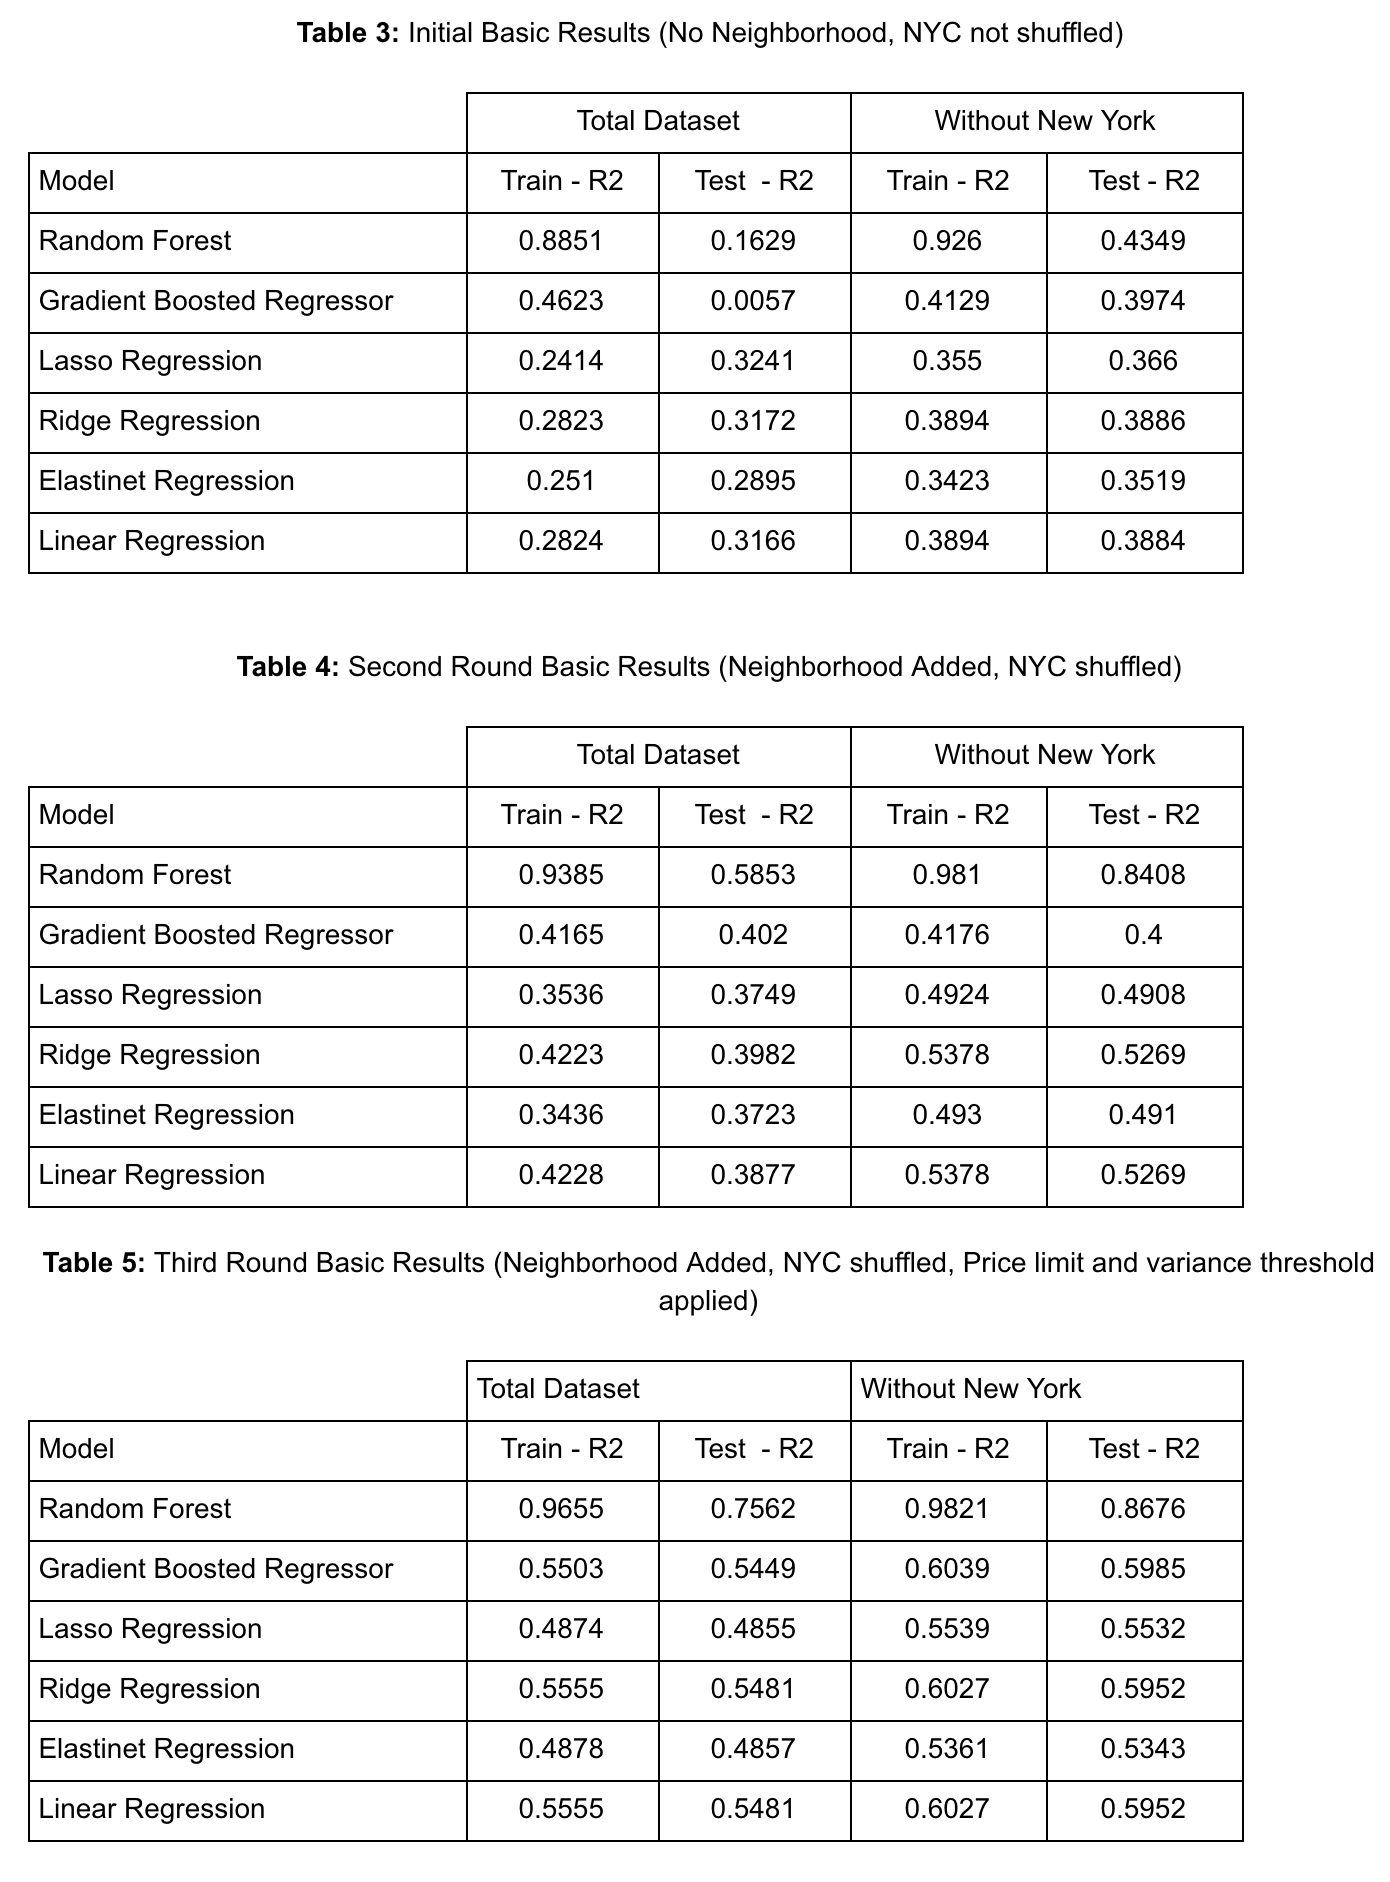 Table 3: Initial Basic Results (No Neighborhood, NYC not shuffled)
Total Dataset Without New York
Model Train - R2 Test - R2 Train - R2 Test - R2
Random Forest 0.8851 0.1629 0.926 0.4349
Gradient Boosted Regressor 0.4623 0.0057 0.4129 0.3974
Lasso Regression 0.2414 0.3241 0.355 0.366
Ridge Regression 0.2823 0.3172 0.3894 0.3886
Elastinet Regression 0.251 0.2895 0.3423 0.3519
Linear Regression 0.2824 0.3166 0.3894 0.3884
Table 4: Second Round Basic Results (Neighborhood Added, NYC shuffled)
Total Dataset Without New York
Model Train - R2 Test - R2 Train - R2 Test - R2
Random Forest 0.9385 0.5853 0.981 0.8408
Gradient Boosted Regressor 0.4165 0.402 0.4176 0.4
Lasso Regression 0.3536 0.3749 0.4924 0.4908
Ridge Regression 0.4223 0.3982 0.5378 0.5269
Elastinet Regression 0.3436 0.3723 0.493 0.491
Linear Regression 0.4228 0.3877 0.5378 0.5269
Table 5: Third Round Basic Results (Neighborhood Added, NYC shuffled, Price limit and variance threshold
applied)
Total Dataset Without New York
Model Train - R2 Test - R2 Train - R2 Test - R2
Random Forest 0.9655 0.7562 0.9821 0.8676
Gradient Boosted Regressor 0.5503 0.5449 0.6039 0.5985
Lasso Regression 0.4874 0.4855 0.5539 0.5532
Ridge Regression 0.5555 0.5481 0.6027 0.5952
Elastinet Regression 0.4878 0.4857 0.5361 0.5343
Linear Regression 0.5555 0.5481 0.6027 0.5952